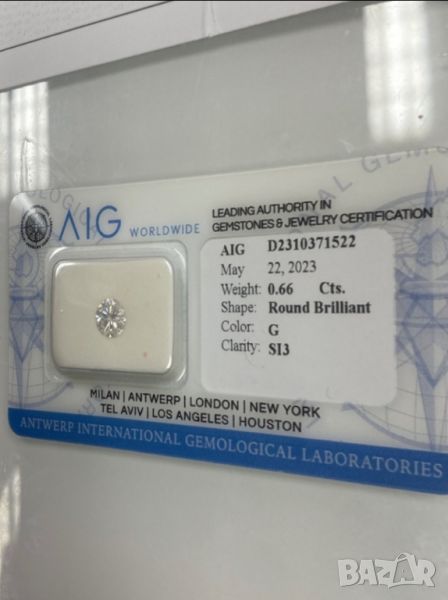 AIG WORLDWIDE
LEADING AUTHORITY IN
GEMSTONES & JEWELRY CERTIFICATION
AIG D2310371522
May 22, 2023
Weight: 0.66 Cts.
Shape: Round Brilliant
Color: G
Clarity: SI3
MILAN | ANTWERP | LONDON | NEW YORK
TEL AVIV | LOS ANGELES | HOUSTON
ANTWERP INTERNATIONAL GEMOLOGICAL LABORATORIES
BAZAR